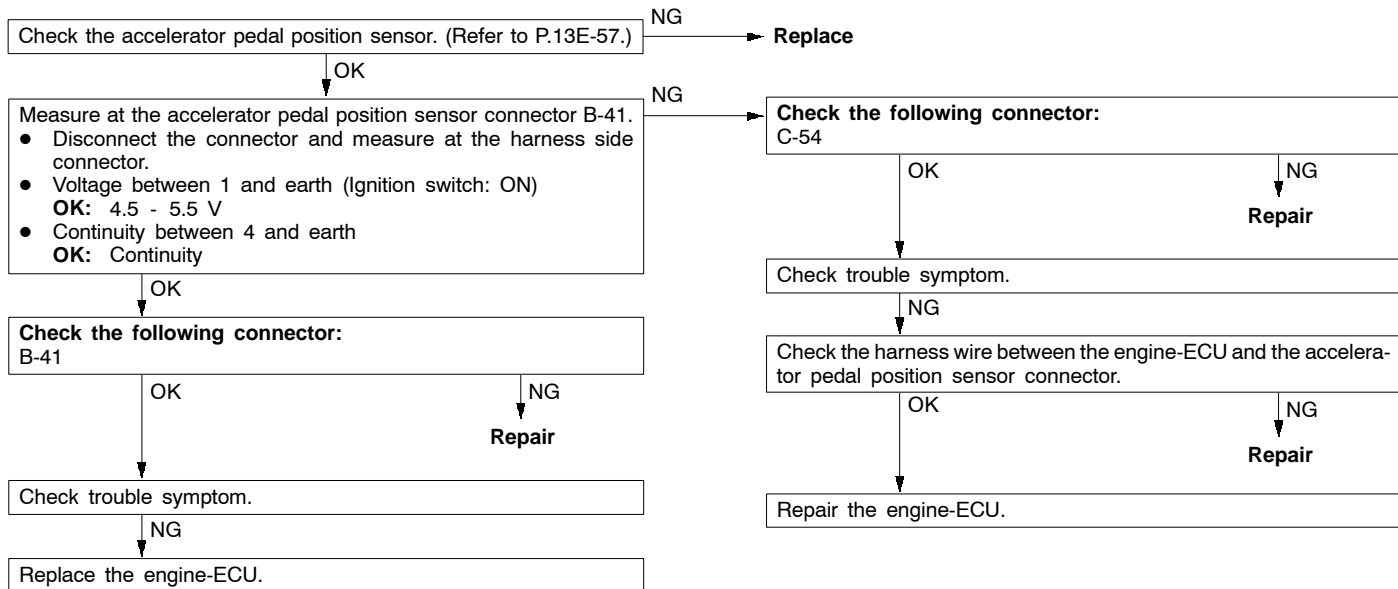 Check the accelerator pedal position sensor. (Refer to P.13E-57.)
NG
Replace
OK
Measure at the accelerator pedal position sensor connector B-41.
● Disconnect the connector and measure at the harness side
connector.
● Voltage between 1 and earth (Ignition switch: ON)
OK: 4.5 - 5.5 V
● Continuity between 4 and earth
OK: Continuity
NG
OK
Check the following connector:
B-41
OK
NG
Repair
Check trouble symptom.
NG
Replace the engine-ECU.
Check the following connector:
C-54
OK
NG
Repair
Check trouble symptom.
NG
Check the harness wire between the engine-ECU and the accelera-
tor pedal position sensor connector.
OK
NG
Repair
Repair the engine-ECU.